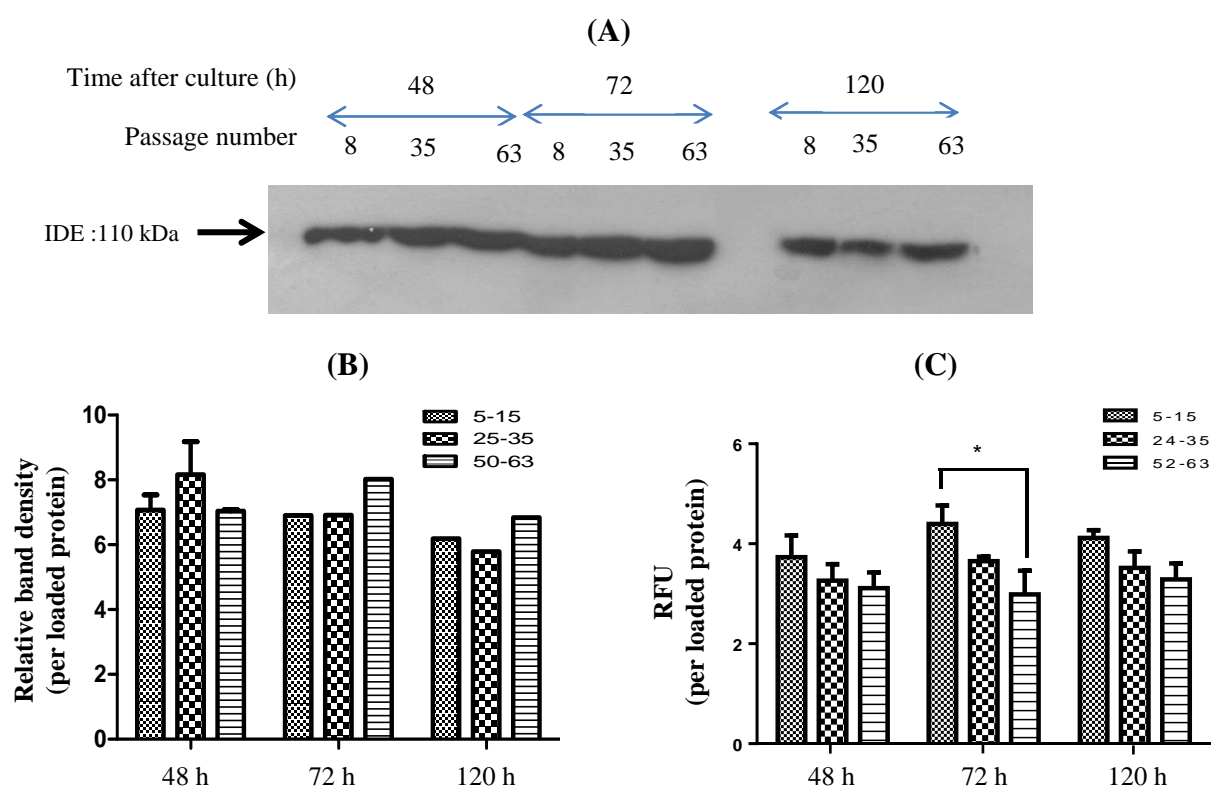 (A)
Time after culture (h) 48 72 120
Passage number 8 35 63 8 35 63 8 35 63
IDE :110 kDa
(B)
Relative band density
(per loaded protein)
10
8
6
4
2
0
5-15
25-35
50-63
48 h 72 h 120 h
(C)
RFU
(per loaded protein)
6
4
2
0
5-15
24-35
52-63
*
48 h 72 h 120 h